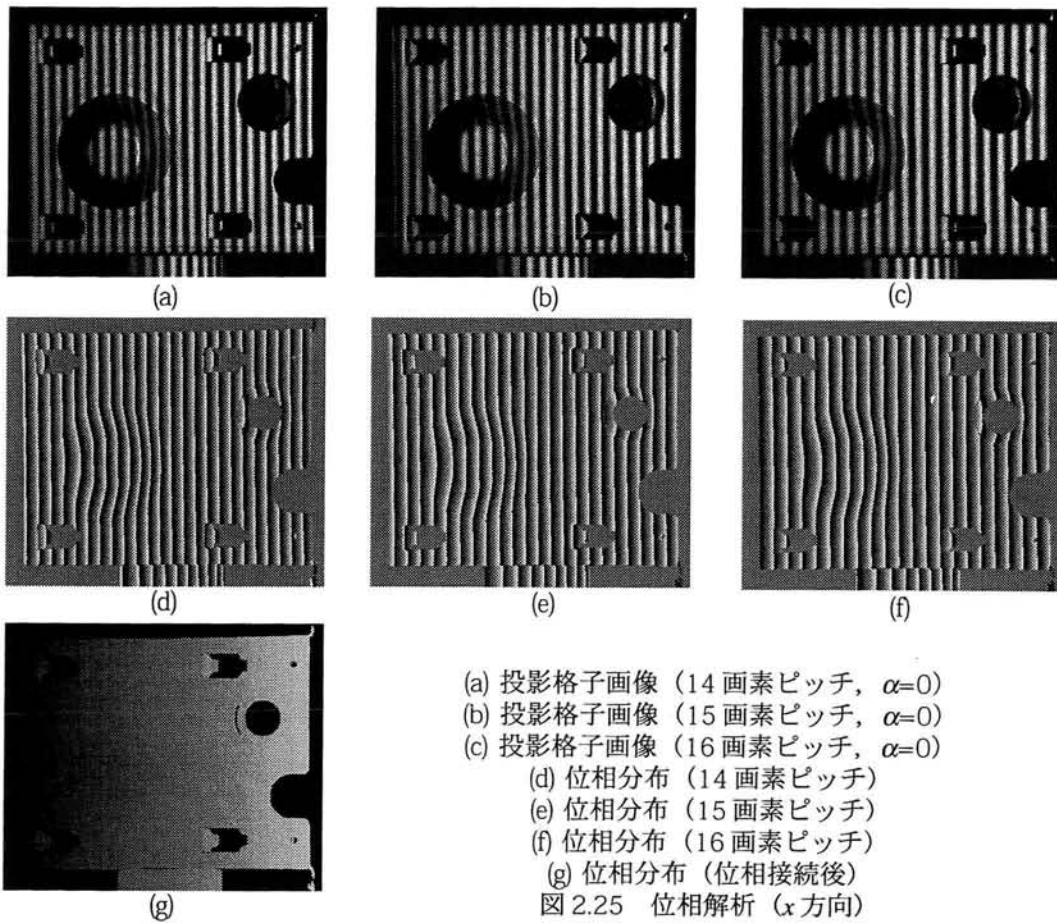 (a)
(b)
(c)
(d)
(e)
(f)
(g)
(a) 投影格子画像（14 画素ピッチ，α=0）
(b) 投影格子画像（15 画素ピッチ，α=0）
(c) 投影格子画像（16 画素ピッチ，α=0）
(d) 位相分布（14 画素ピッチ）
(e) 位相分布（15 画素ピッチ）
(f) 位相分布（16 画素ピッチ）
(g) 位相分布（位相接続後）
図 2.25　位相解析（x 方向）